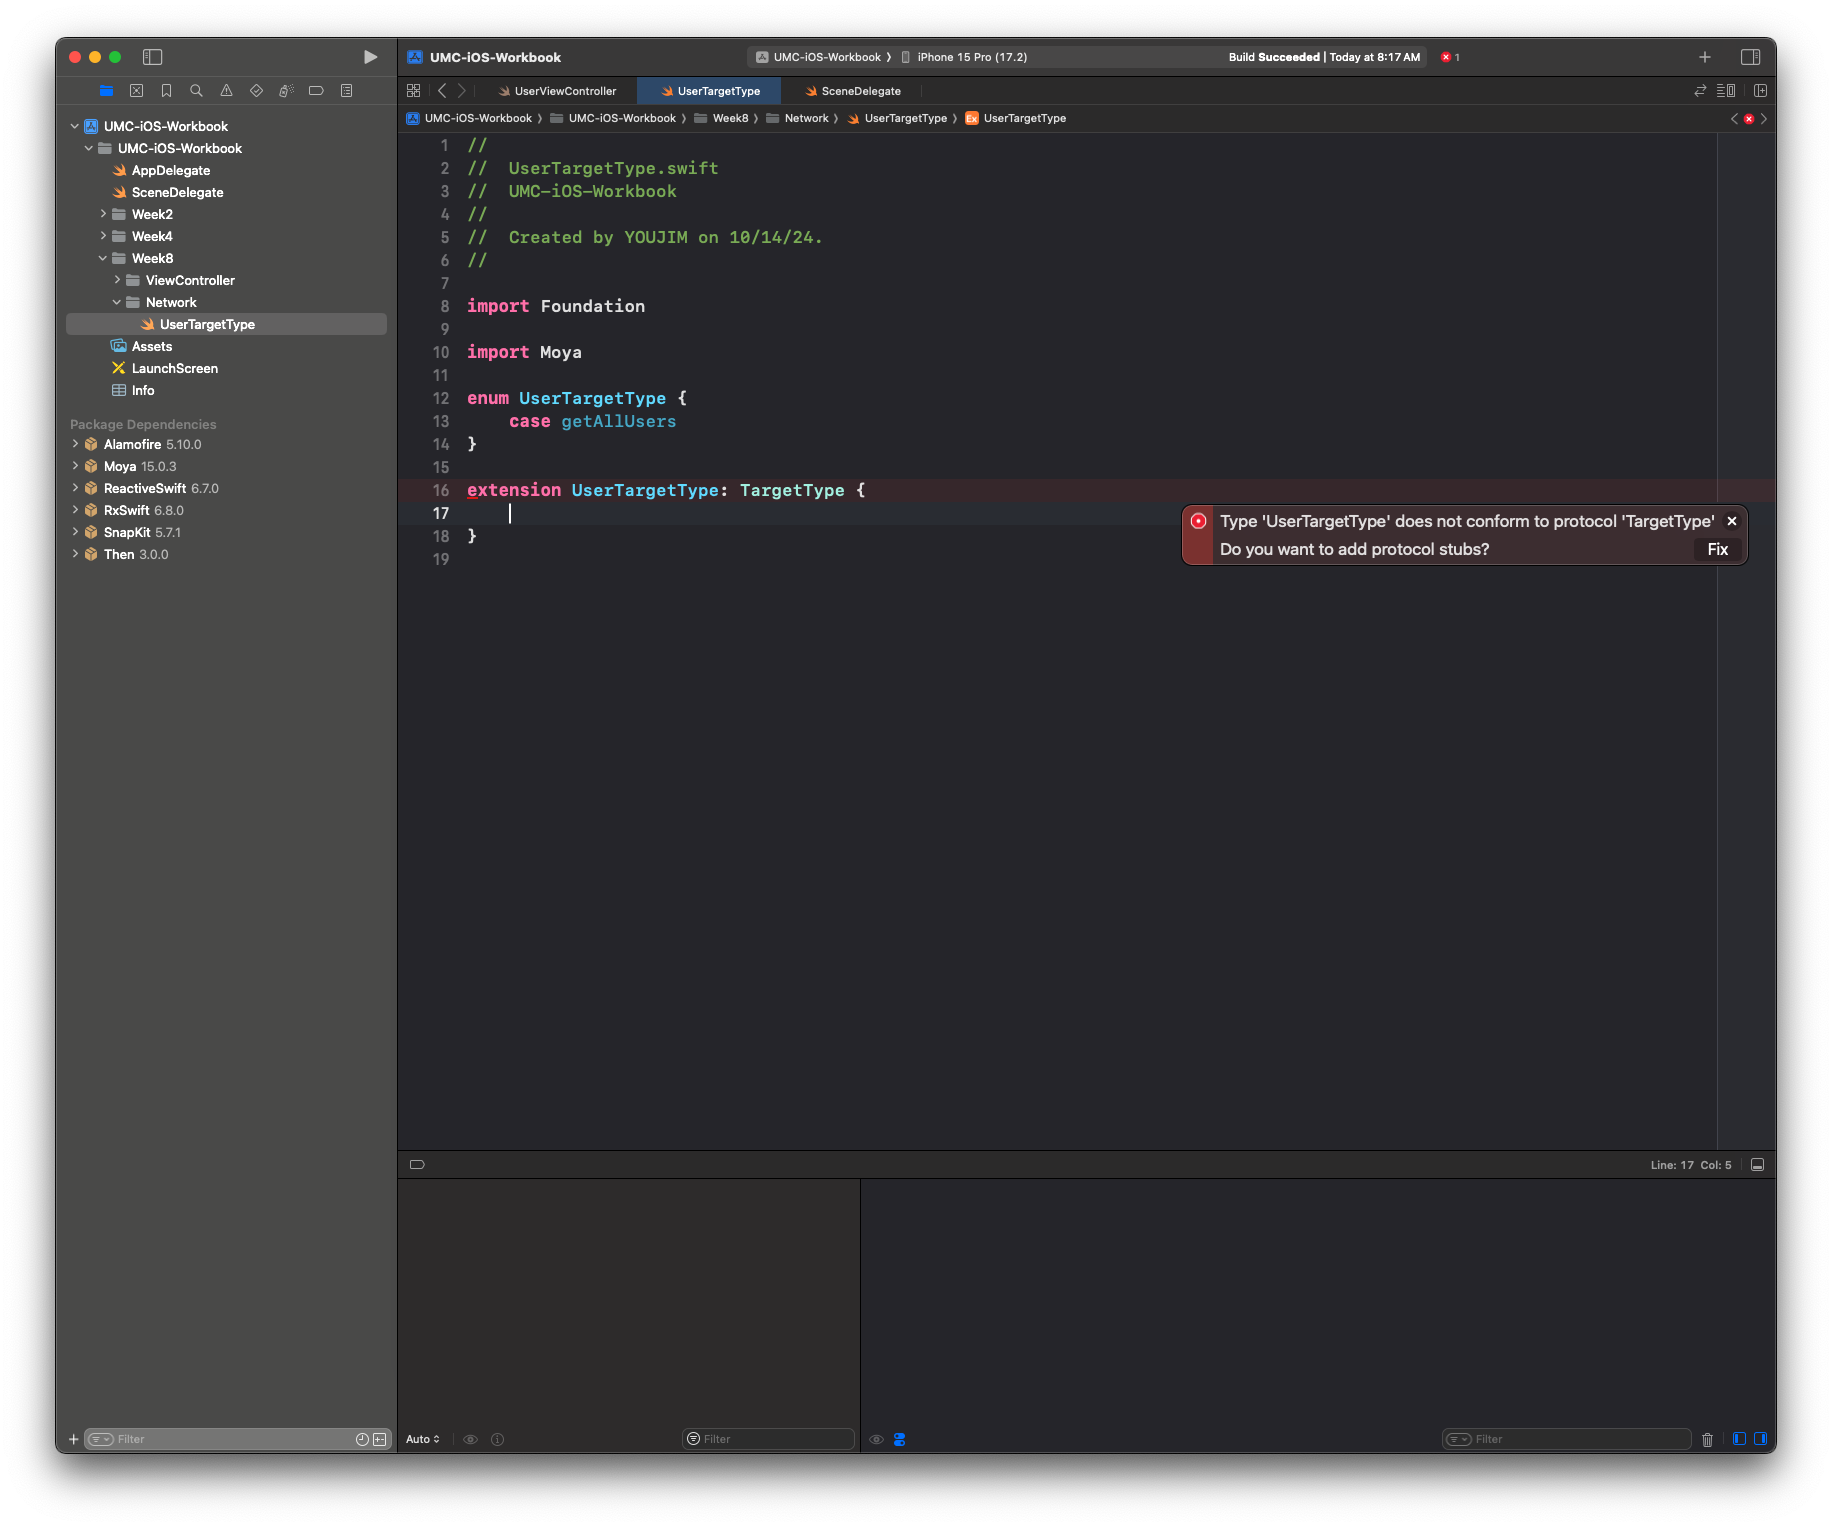 UMC-iOS-Workbook
UMC-iOS-Workbook 〉 iPhone 15 Pro (17.2)
Build Succeeded | Today at 8:17 AM
1
UserViewController
UserTargetType
SceneDelegate
UMC-iOS-Workbook 〉 UMC-iOS-Workbook 〉 Week8 〉 Network 〉 UserTargetType 〉 Ex UserTargetType
UMC-iOS-Workbook
UMC-iOS-Workbook
AppDelegate
SceneDelegate
Week2
Week4
Week8
ViewController
Network
UserTargetType
Assets
LaunchScreen
Info
Package Dependencies
Alamofire 5.10.0
Moya 15.0.3
ReactiveSwift 6.7.0
RxSwift 6.8.0
SnapKit 5.7.1
Then 3.0.0
Filter
1 //
2 //  UserTargetType.swift
3 //  UMC-iOS-Workbook
4 //
5 //  Created by YOUJIM on 10/14/24.
6 //
7
8 import Foundation
9
10 import Moya
11
12 enum UserTargetType {
13     case getAllUsers
14 }
15
16 extension UserTargetType: TargetType {
17
18 }
19
Type 'UserTargetType' does not conform to protocol 'TargetType'
Do you want to add protocol stubs?
Fix
Line: 17 Col: 5
Auto
Filter
Filter